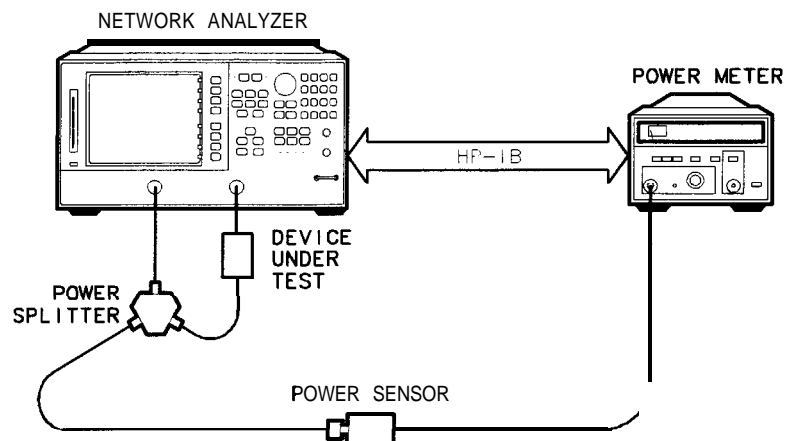 NETWORK ANALYZER
POWER METER
HP-IB
DEVICE
UNDER
TEST
POWER
SPLITTER
POWER SENSOR